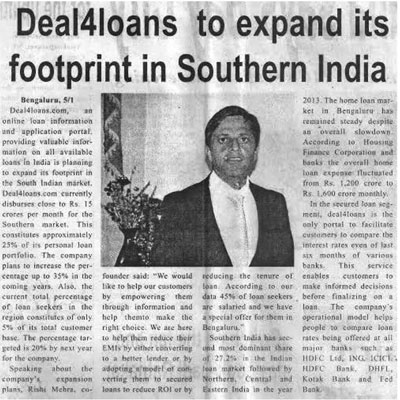 Deal4loans to expand its
footprint in Southern India
Bengaluru, 5/1
Deal4loans.com, an
online loan information
and application portal,
providing valuable infor-
mation on all available
loans in India is planning
to expand its footprint in
the South Indian market.
Deal4loans.com currently
disburses close to Rs. 15
crores per month for the
Southern market. This
constitutes approximately
25% of its personal loan
portfolio. The company
plans to increase the per-
centage up to 35% in the
coming years. Also, the
current total percentage
of loan seekers in the
region constitutes of only
5% of its total customer
base. The percentage tar-
geted is 20% by next year
for the company.
Speaking about the
company's expansion
plans, Rishi Mehra, co-
founder said: "We would
like to help our customers
by empowering them
through information and
help themto make the
right choice. We are here
to help them reduce their
EMIs by either converting
to a better lender or by
adopting a model of con-
verting them to secured
loans to reduce ROI or by
reducing the tenure of
loan. According to our
data 45% of loan seekers
are salaried and we have
a special offer for them in
Bengaluru."
Southern India has sec-
ond most dominant share
of 27.2% in the Indian
loan market followed by
Northern, Central and
Eastern India in the year
2013. The home loan mar-
ket in Bengaluru has
remained steady despite
an overall slowdown.
According to Housing
Finance Corporation and
banks the overall home
loan expense fluctuated
from Rs. 1,200 crore to
Rs. 1,600 crore monthly.
In the secured loan seg-
ment, deal4loans is the
only portal to facilitate
customers to compare the
interest rates even of last
six months of various
banks. This service
enables customers to
make informed decisions
before finalizing on a
loan. The company's
operational model helps
people to compare loan
rates being offered at all
major banks such as
HDFC Ltd, ING, ICICI,
HDFC Bank, DHFL,
Kotak Bank and Fed
Bank.